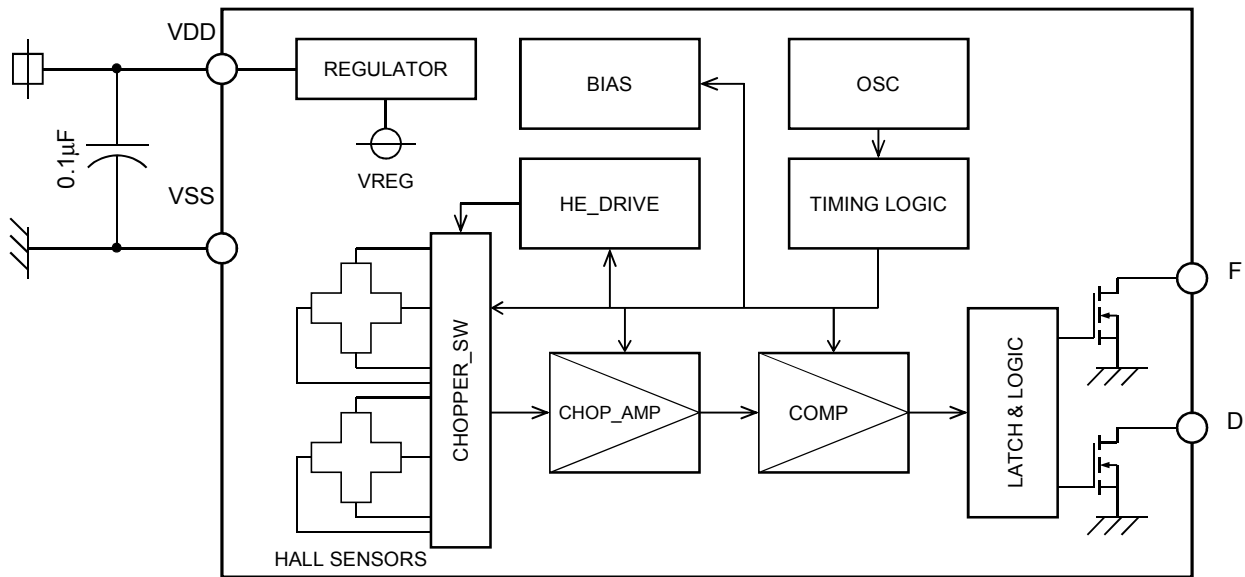 VDD
REGULATOR
BIAS
OSC
0.1µF
VREG
VSS
HE_DRIVE
TIMING LOGIC
F
CHOPPER_SW
CHOP_AMP
COMP
LATCH & LOGIC
D
HALL SENSORS